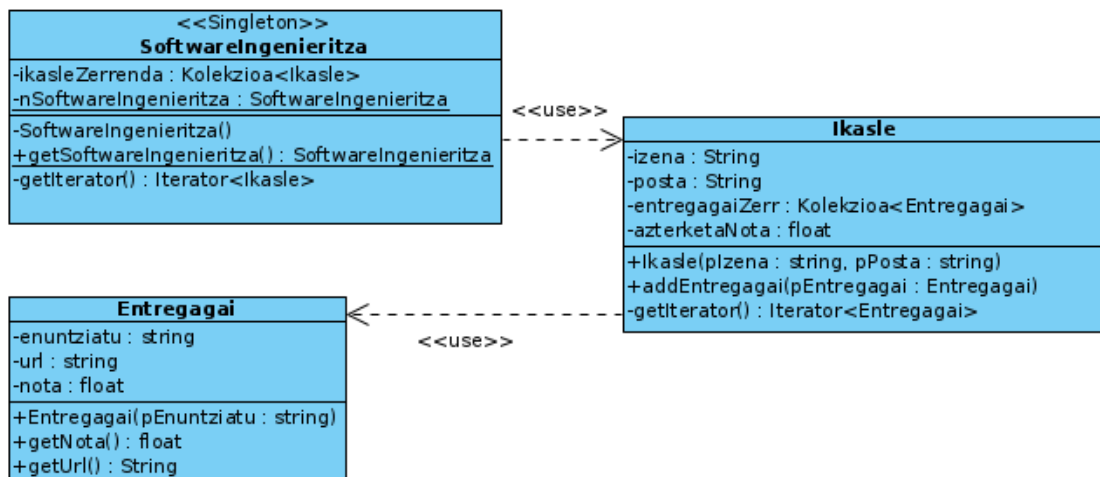 <<Singleton>>
SoftwareIngenieritza
-ikasleZerrenda : Kolekzioa<Ikasle>
-nSoftwareIngenieritza : SoftwareIngenieritza
-SoftwareIngenieritza()
+getSoftwareIngenieritza() : SoftwareIngenieritza
-getIterator() : Iterator<Ikasle>
<<use>>
Ikasle
-izena : String
-posta : String
-entregagaiZerr : Kolekzioa<Entregagai>
-azterketaNota : float
+Ikasle(pIzena : string, pPosta : string)
+addEntregagai(pEntregagai : Entregagai)
-getIterator() : Iterator<Entregagai>
<<use>>
Entregagai
-enuntziatu : string
-url : string
-nota : float
+Entregagai(pEnuntziatu : string)
+getNota() : float
+getUrl() : String